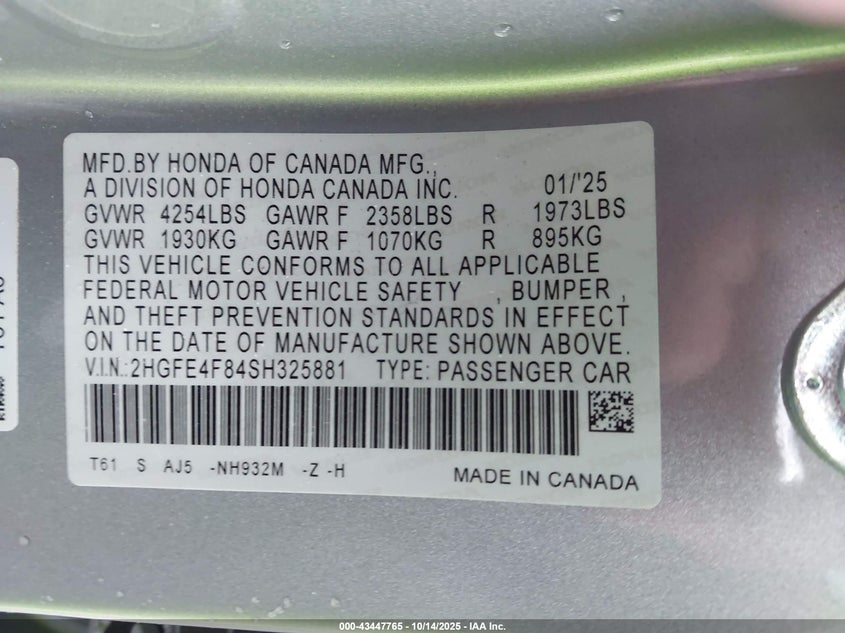 MFD.BY HONDA OF CANADA MFG.,
A DIVISION OF HONDA CANADA INC. 01/'25
GVWR 4254LBS GAWR F 2358LBS R 1973LBS
GVWR 1930KG GAWR F 1070KG R 895KG
THIS VEHICLE CONFORMS TO ALL APPLICABLE
FEDERAL MOTOR VEHICLE SAFETY , BUMPER ,
AND THEFT PREVENTION STANDARDS IN EFFECT
ON THE DATE OF MANUFACTURE SHOWN ABOVE.
V.I.N.:2HGFE4F84SH325881 TYPE: PASSENGER CAR
T61 S AJ5 -NH932M -Z -H
MADE IN CANADA
000-43447765 - 10/14/2025 - IAA Inc.